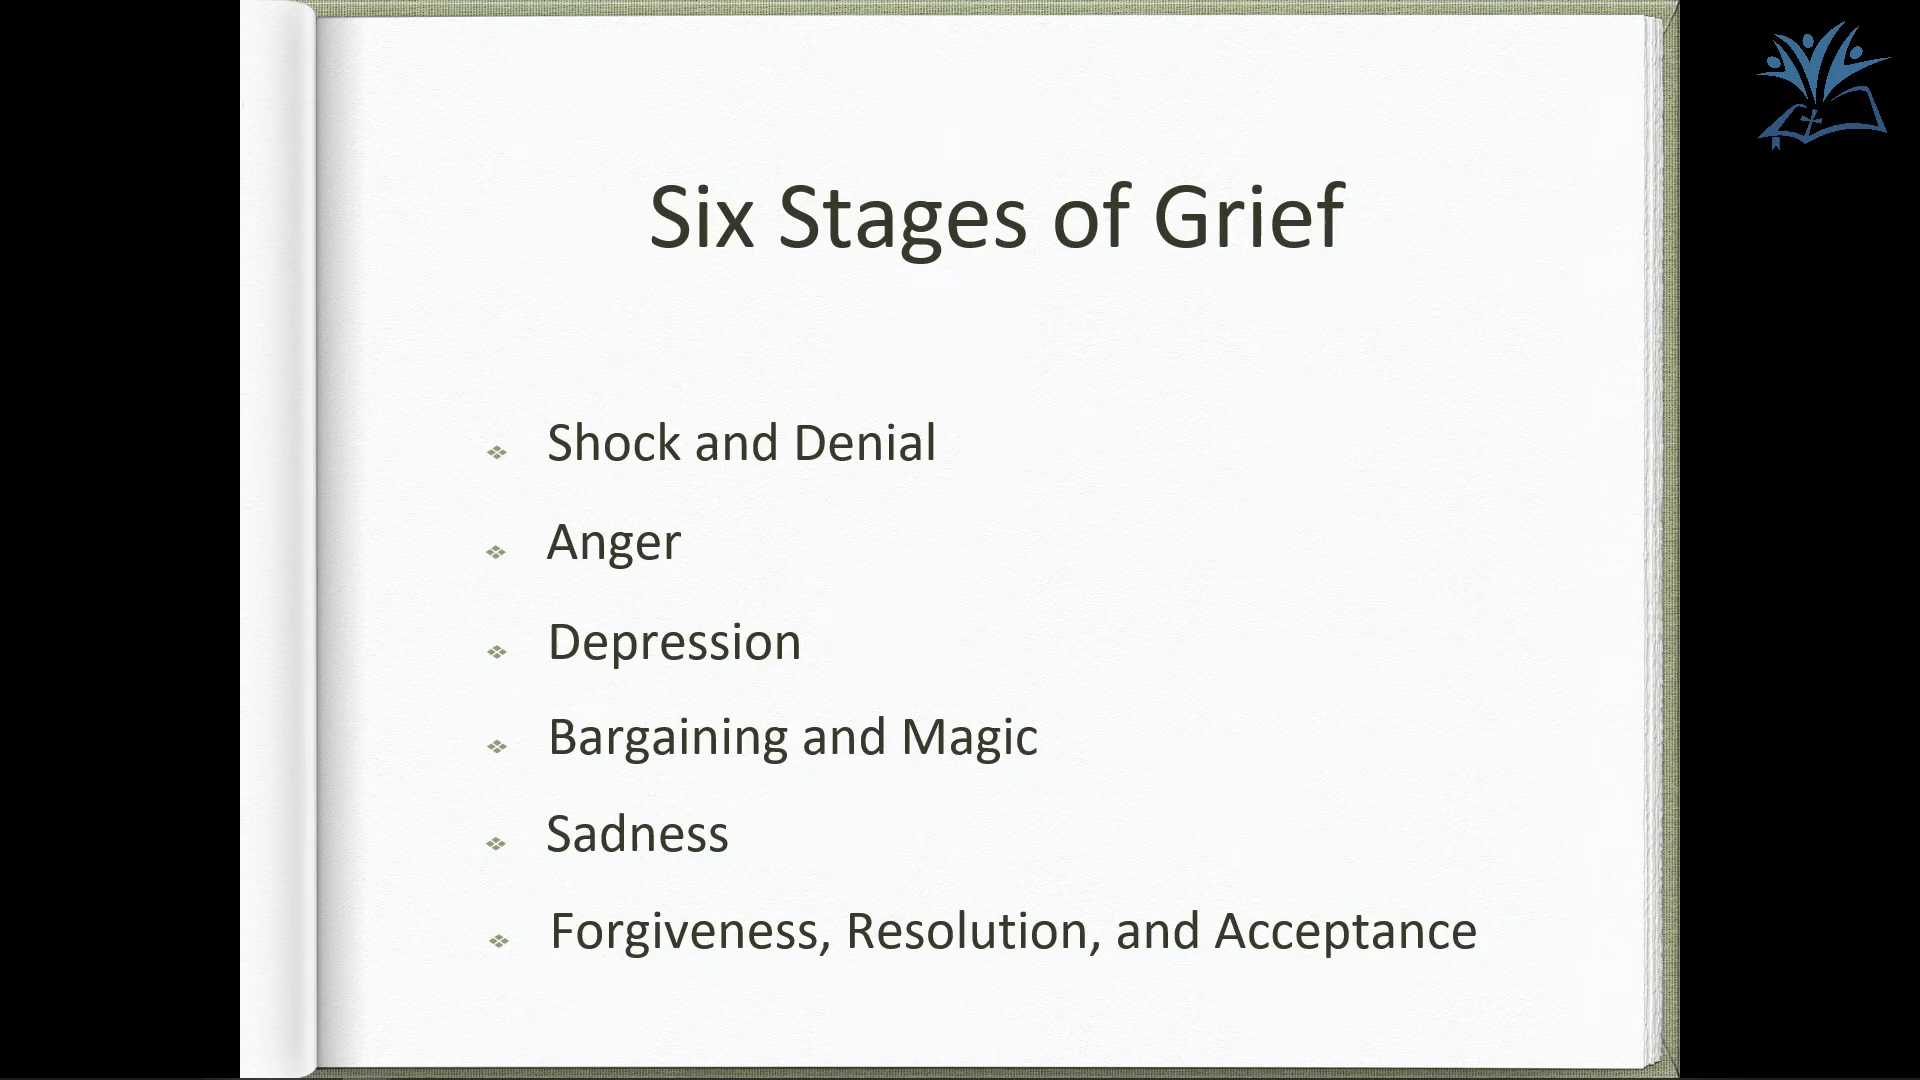 Six Stages of Grief
Shock and Denial
Anger
Depression
Bargaining and Magic
Sadness
Forgiveness, Resolution, and Acceptance